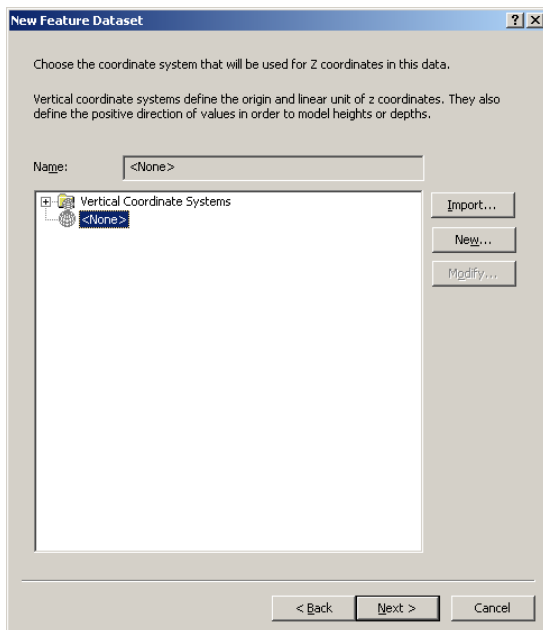 New Feature Dataset
Choose the coordinate system that will be used for Z coordinates in this data.
Vertical coordinate systems define the origin and linear unit of z coordinates. They also
define the positive direction of values in order to model heights or depths.
Name: <None>
Vertical Coordinate Systems
<None>
Import...
New...
Modify...
< Back
Next >
Cancel